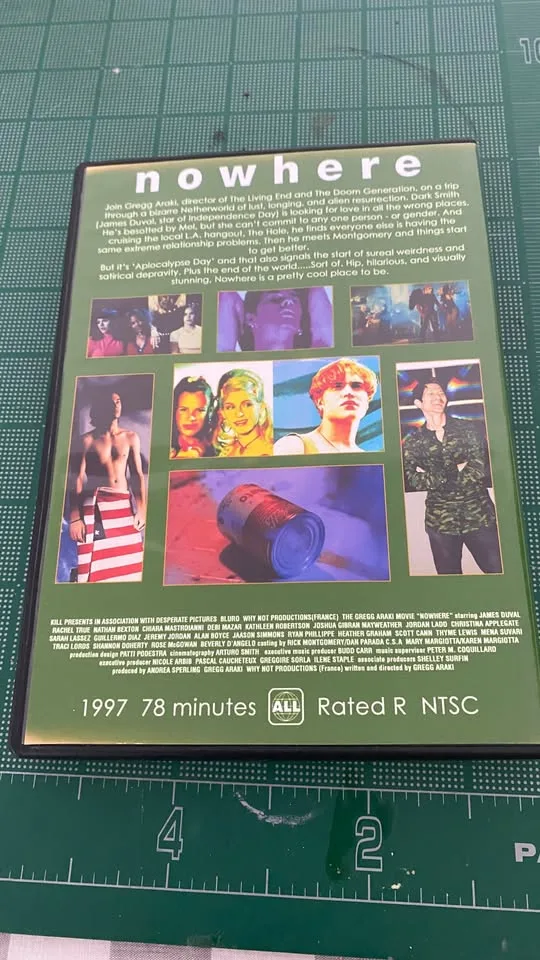 nowhere
Join Gregg Araki, director of The Living End and The Doom Generation, on a trip
through a bizarre Netherworld of lust, longing, and alien resurrection. Dark Smith
(James Duval, star of Independence Day) is looking for love in all the wrong places.
He's besotted by Mel, but she can't commit to any one person - or gender. And
cruising the local L.A. hangout, The Hole, he finds everyone else is having the
same extreme relationship problems. Then he meets Montgomery and things start
to get better.
But it's 'Aplocalypse Day' and that also signals the start of surreal weirdness and
satirical depravity. Plus the end of the world.....Sort of. Hip, hilarious, and visually
stunning, Nowhere is a pretty cool place to be.
KILL PRESENTS IN ASSOCIATION WITH DESPERATE PICTURES BLURO WHY NOT PRODUCTIONS(FRANCE) THE GREGG ARAKI MOVIE "NOWHERE" starring JAMES DUVAL
RACHEL TRUE NATHAN BEXTON CHIARA MASTROIANNI DEBI MAZAR KATHLEEN ROBERTSON JOSHUA GIBRAN MAYWEATHER JORDAN LADD CHRISTINA APPLEGATE
SARAH LASSEZ GUILLERMO DIAZ JEREMY JORDAN ALAN BOYCE JAASON SIMMONS RYAN PHILLIPPE HEATHER GRAHAM SCOTT CANN THYME LEWIS MENA SUVARI
TRACI LORDS SHANNON DOHERTY ROSE McGOWAN BEVERLY D'ANGELO casting by RICK MONTGOMERY/DAN PARADA C.S.A MARY MARGIOTTA/KAREN MARGIOTTA
production design PATTI PODESTRA cinematography ARTURO SMITH executive music producer BUDD CARR music supervisor PETER M. COQUILLARD
executive producer NICOLE ARBIB PASCAL CAUCHETEUX GREGOIRE SORLA ILENE STAPLE associate producers SHELLEY SURFIN
produced by ANDREA SPERLING GREGG ARAKI WHY NOT PRODUCTIONS (France) written and directed by GREGG ARAKI
1997 78 minutes ALL Rated R NTSC
10
4 2 PA